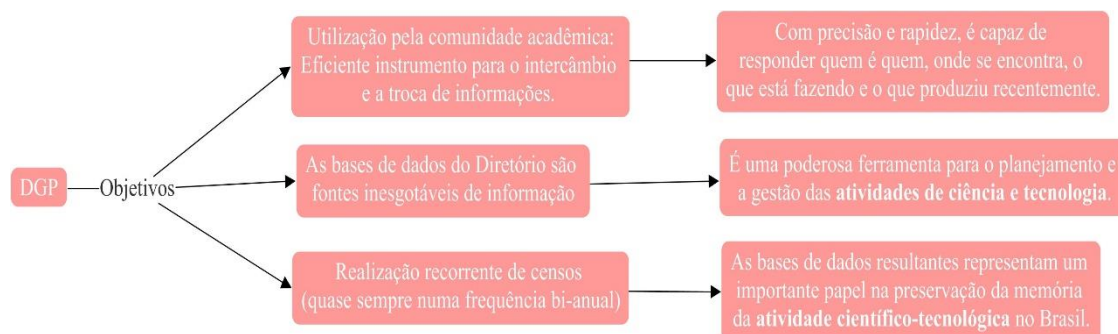 DGP
Objetivos
Utilização pela comunidade acadêmica:
Eficiente instrumento para o intercâmbio
e a troca de informações.
Com precisão e rapidez, é capaz de
responder quem é quem, onde se encontra, o
que está fazendo e o que produziu recentemente.
As bases de dados do Diretório são
fontes inesgotáveis de informação
É uma poderosa ferramenta para o planejamento e
a gestão das atividades de ciência e tecnologia.
Realização recorrente de censos
(quase sempre numa frequência bi-anual)
As bases de dados resultantes representam um
importante papel na preservação da memória
da atividade científico-tecnológica no Brasil.